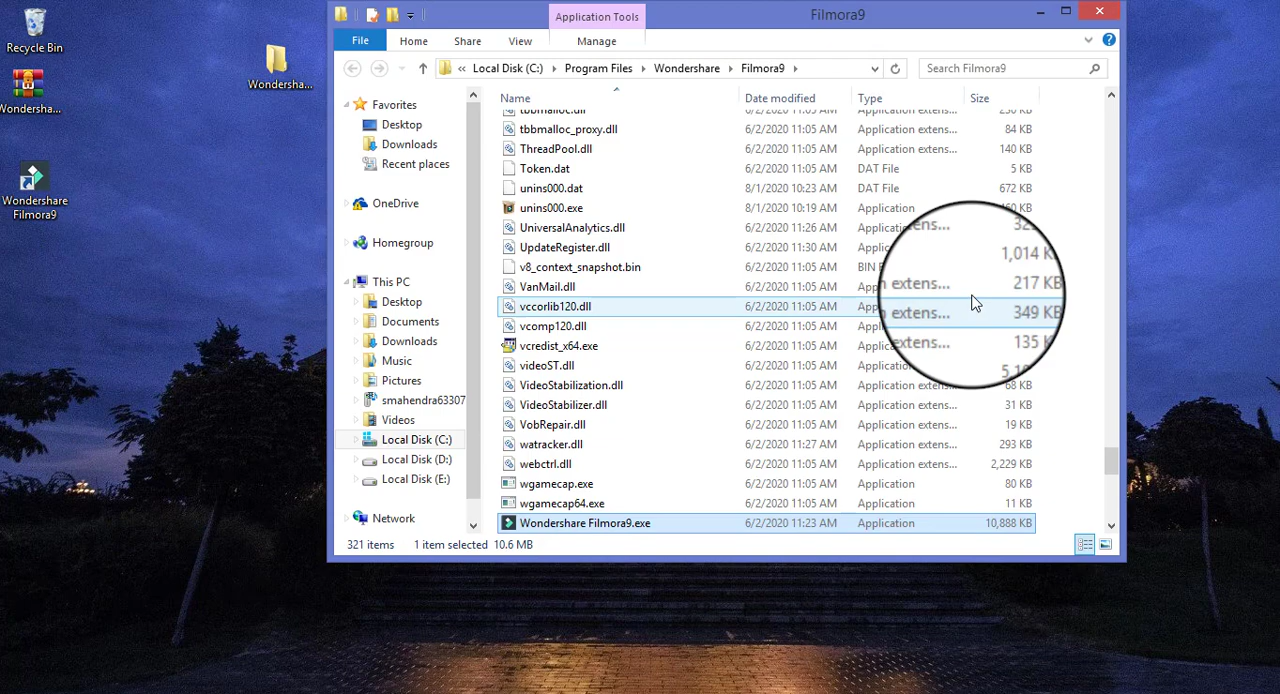 Recycle Bin
Wondersha...
Wondershare
Filmora9
Wondersha...
Application Tools
Filmora9
File
Home
Share
View
Manage
« Local Disk (C:)
Program Files
Wondershare
Filmora9
Search Filmora9
Favorites
Desktop
Downloads
Recent places
OneDrive
Homegroup
This PC
Desktop
Documents
Downloads
Music
Pictures
smahendra63307
Videos
Local Disk (C:)
Local Disk (D:)
Local Disk (E:)
Network
Name Date modified Type Size
tbbmalloc.dll 6/2/2020 11:05 AM Application extens... 230 KB
tbbmalloc_proxy.dll 6/2/2020 11:05 AM Application extens... 84 KB
ThreadPool.dll 6/2/2020 11:05 AM Application extens... 140 KB
Token.dat 6/2/2020 11:05 AM DAT File 5 KB
unins000.dat 8/1/2020 10:23 AM DAT File 672 KB
unins000.exe 8/1/2020 10:19 AM Application
UniversalAnalytics.dll 6/2/2020 11:26 AM
UpdateRegister.dll 6/2/2020 11:30 AM 1,014 K
v8_context_snapshot.bin 6/2/2020 11:05 AM BIN
VanMail.dll 6/2/2020 11:05 AM extens... 217 KB
vccorlib120.dll 6/2/2020 11:05 AM extens... 349 KB
vcomp120.dll 6/2/2020 11:05 AM extens... 135
vcredist_x64.exe 6/2/2020 11:05 AM
videoST.dll 6/2/2020 11:05 AM
VideoStabilization.dll 6/2/2020 11:05 AM Application extens... 68 KB
VideoStabilizer.dll 6/2/2020 11:05 AM Application extens... 31 KB
VobRepair.dll 6/2/2020 11:05 AM Application extens... 19 KB
watracker.dll 6/2/2020 11:27 AM Application extens... 293 KB
webctrl.dll 6/2/2020 11:05 AM Application extens... 2,229 KB
wgamecap.exe 6/2/2020 11:05 AM Application 80 KB
wgamecap64.exe 6/2/2020 11:05 AM Application 11 KB
Wondershare Filmora9.exe 6/2/2020 11:23 AM Application 10,888 KB
321 items 1 item selected 10.6 MB